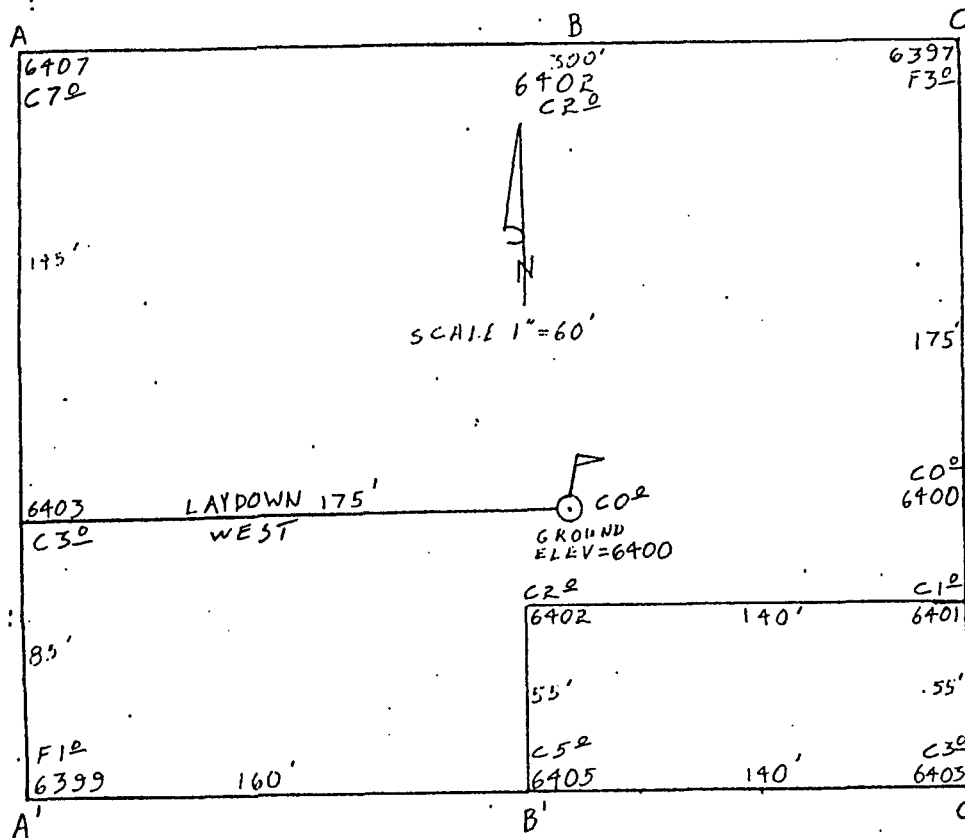 A
B
C
6407
C7º
300'
6402
C2º
6397
F3º
145'
N
SCALE 1"=60'
175'
6403
C3º
LAYDOWN 175'
WEST
C0º
GROUND
ELEV=6400
C0º
6400
C2º
6402
140'
C1º
6401
85'
55'
55'
F1º
6399
160'
C5º
6405
140'
C3º
6403
A'
B'